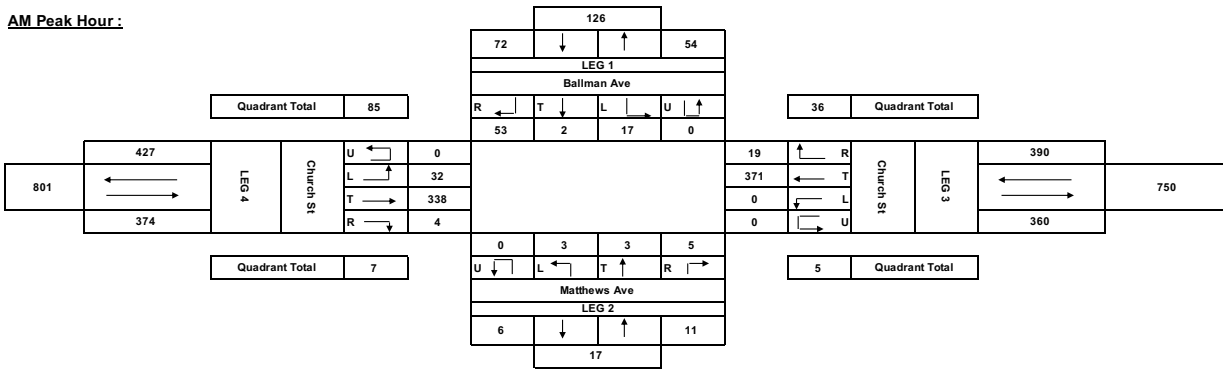 AM Peak Hour :
126
72 54
LEG 1
Ballman Ave
Quadrant Total 85
R T L U
36 Quadrant Total
53 2 17 0
427
U 0
19 R
390
801
LEG 4
Church St
L 32
371 T
Church St
LEG 3
750
T 338
0 L
374
R 4
0 U
360
0 3 3 5
Quadrant Total 7
U L T R
5 Quadrant Total
Matthews Ave
LEG 2
6 11
17